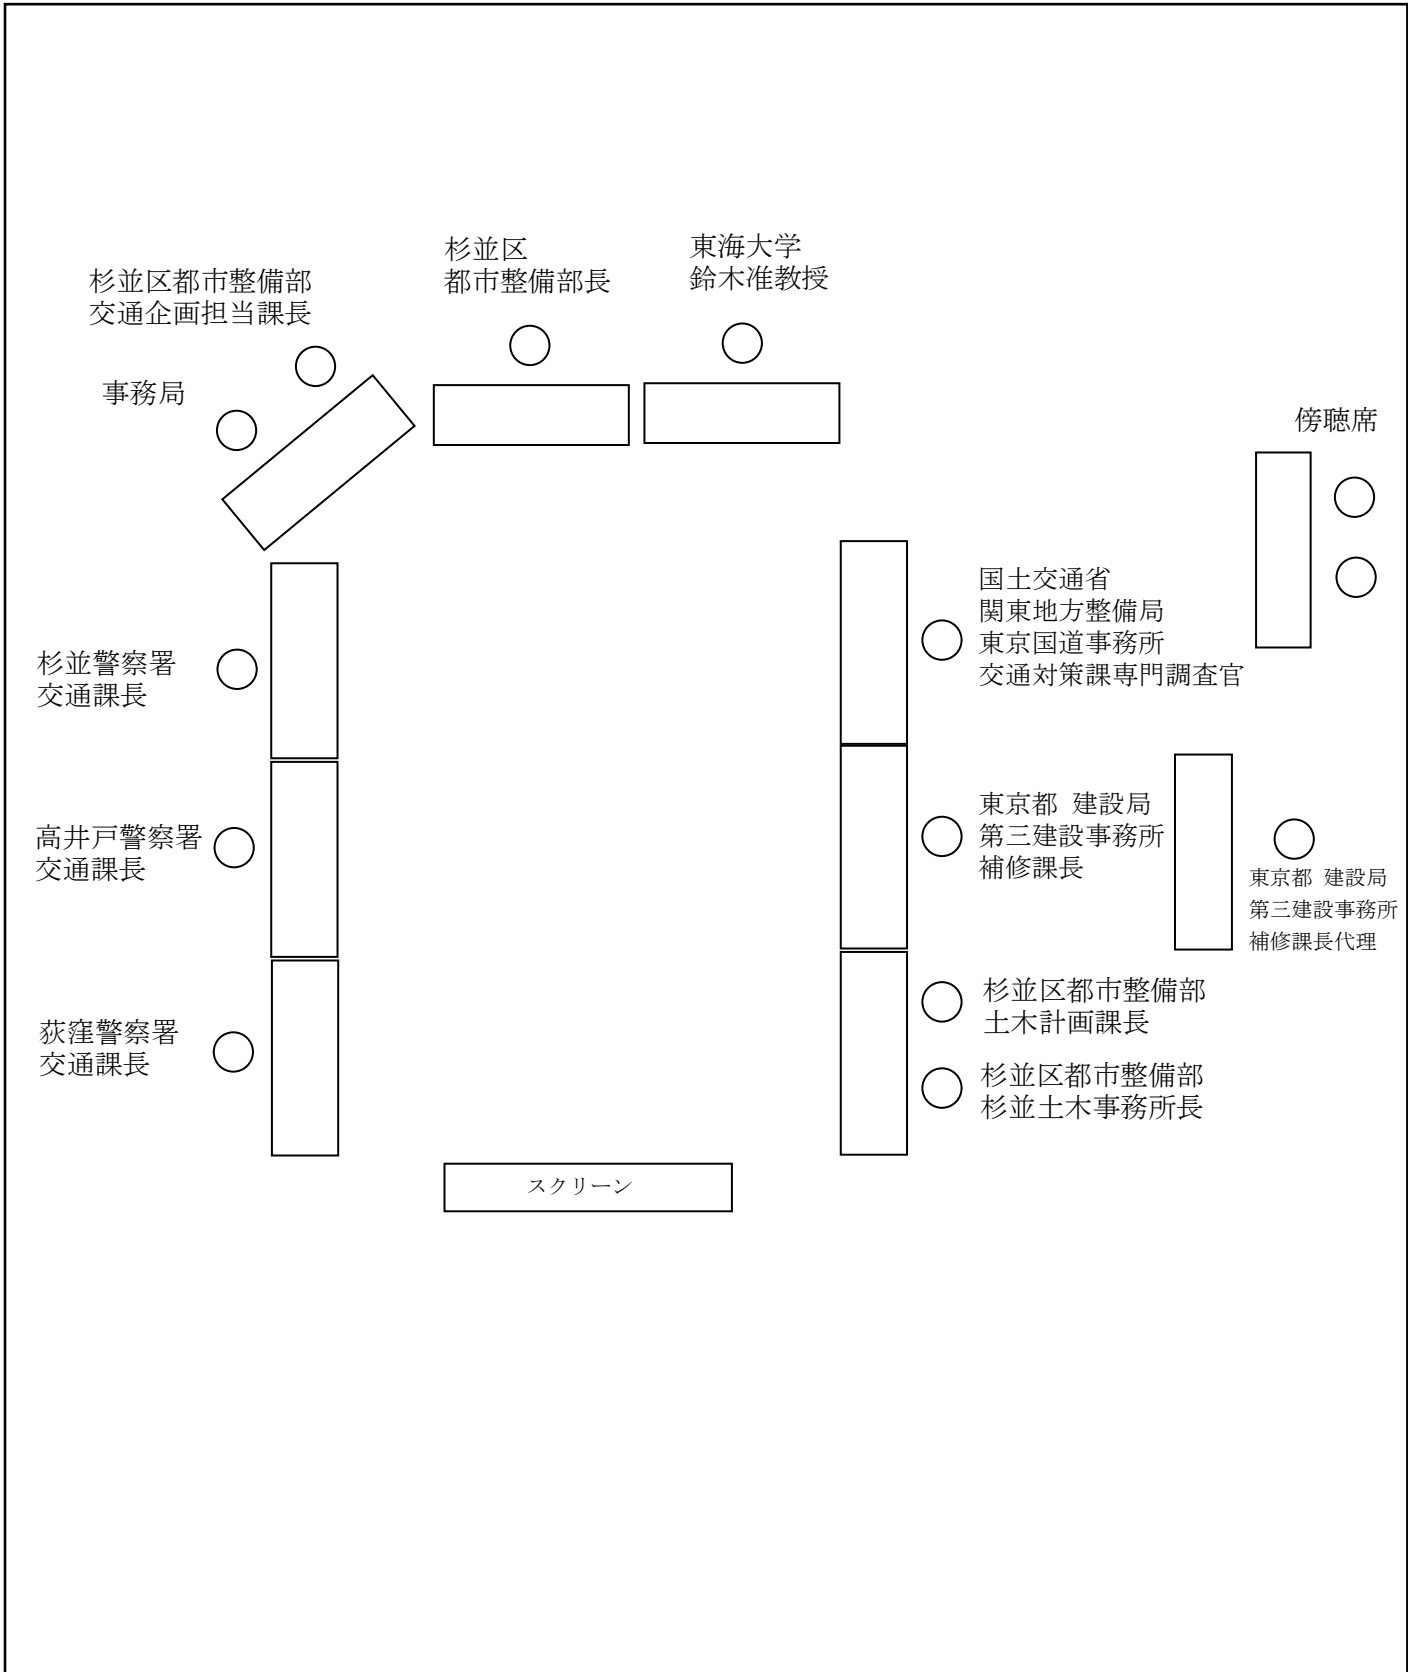 杉並区
都市整備部長
東海大学
鈴木准教授
杉並区都市整備部
交通企画担当課長
事務局
傍聴席
杉並警察署
交通課長
国土交通省
関東地方整備局
東京国道事務所
交通対策課専門調査官
高井戸警察署
交通課長
東京都 建設局
第三建設事務所
補修課長
東京都 建設局
第三建設事務所
補修課長代理
荻窪警察署
交通課長
杉並区都市整備部
土木計画課長
杉並区都市整備部
杉並土木事務所長
スクリーン